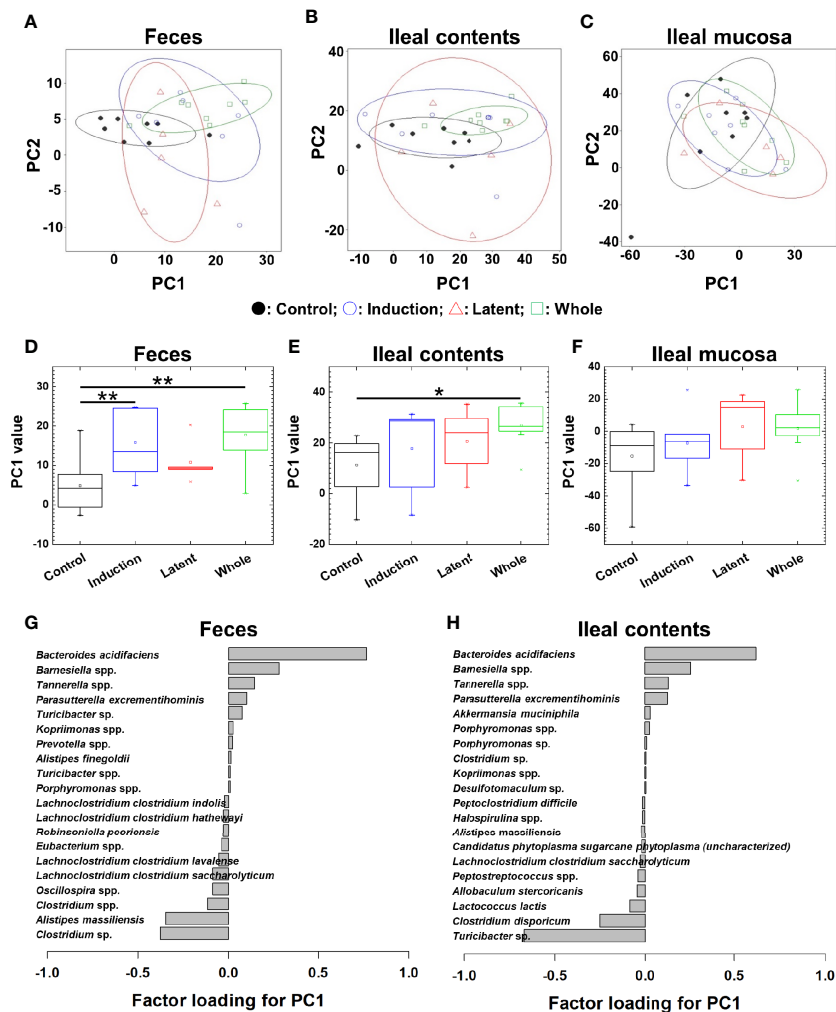 A
Feces
B
Ileal contents
C
Ileal mucosa
PC2
10
5
0
-5
-10
0
10
20
30
PC1
40
20
0
-20
-10
0
10
20
30
40
50
PC1
60
40
20
0
-20
-40
-60
-30
0
30
PC1
●: Control; ○: Induction; △: Latent; □: Whole
D
Feces
E
Ileal contents
F
Ileal mucosa
PC1 value
30
20
10
0
-10
**
**
Control
Induction
Latent
Whole
PC1 value
40
20
0
-20
*
Control
Induction
Latent
Whole
PC1 value
40
20
0
-20
-40
-60
Control
Induction
Latent
Whole
G
Feces
Bacteroides acidifaciens
Barnesiella spp.
Tannerella spp.
Parasutterella excrementihominis
Turicibacter sp.
Kopriimonas spp.
Prevotella spp.
Alistipes finegoldii
Turicibacter spp.
Porphyromonas spp.
Lachnoclostridium clostridium indolis
Lachnoclostridium clostridium hathewayi
Robinsoniella peoriensis
Eubacterium spp.
Lachnoclostridium clostridium lavalense
Lachnoclostridium clostridium saccharolyticum
Oscillospira spp.
Clostridium spp.
Alistipes massiliensis
Clostridium sp.
-1.0
0.0
0.5
1.0
Factor loading for PC1
H
Ileal contents
Bacteroides acidifaciens
Barnesiella spp.
Tannerella spp.
Parasutterella excrementihominis
Akkermansia muciniphila
Porphyromonas spp.
Porphyromonas sp.
Clostridium sp.
Kopriimonas spp.
Desulfotomaculum sp.
Peptoclostridium difficile
Halospirulina spp.
Alistipes massiliensis
Candidatus phytoplasma sugarcane phytoplasma (uncharacterized)
Lachnoclostridium clostridium saccharolyticum
Peptostreptococcus spp.
Allobaculum stercoricanis
Lactococcus lactis
Clostridium disporicum
Turicibacter sp.
-1.0
0.0
0.5
1.0
Factor loading for PC1